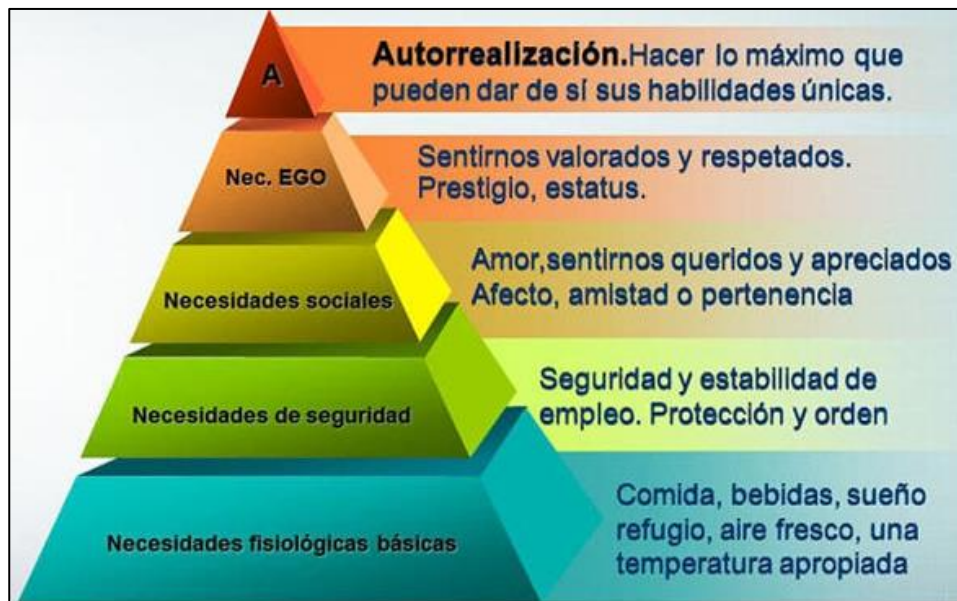 A
Autorrealización.Hacer lo máximo que
pueden dar de sí sus habilidades únicas.
Nec. EGO
Sentirnos valorados y respetados.
Prestigio, estatus.
Necesidades sociales
Amor,sentirnos queridos y apreciados
Afecto, amistad o pertenencia
Necesidades de seguridad
Seguridad y estabilidad de
empleo. Protección y orden
Necesidades fisiológicas básicas
Comida, bebidas, sueño
refugio, aire fresco, una
temperatura apropiada